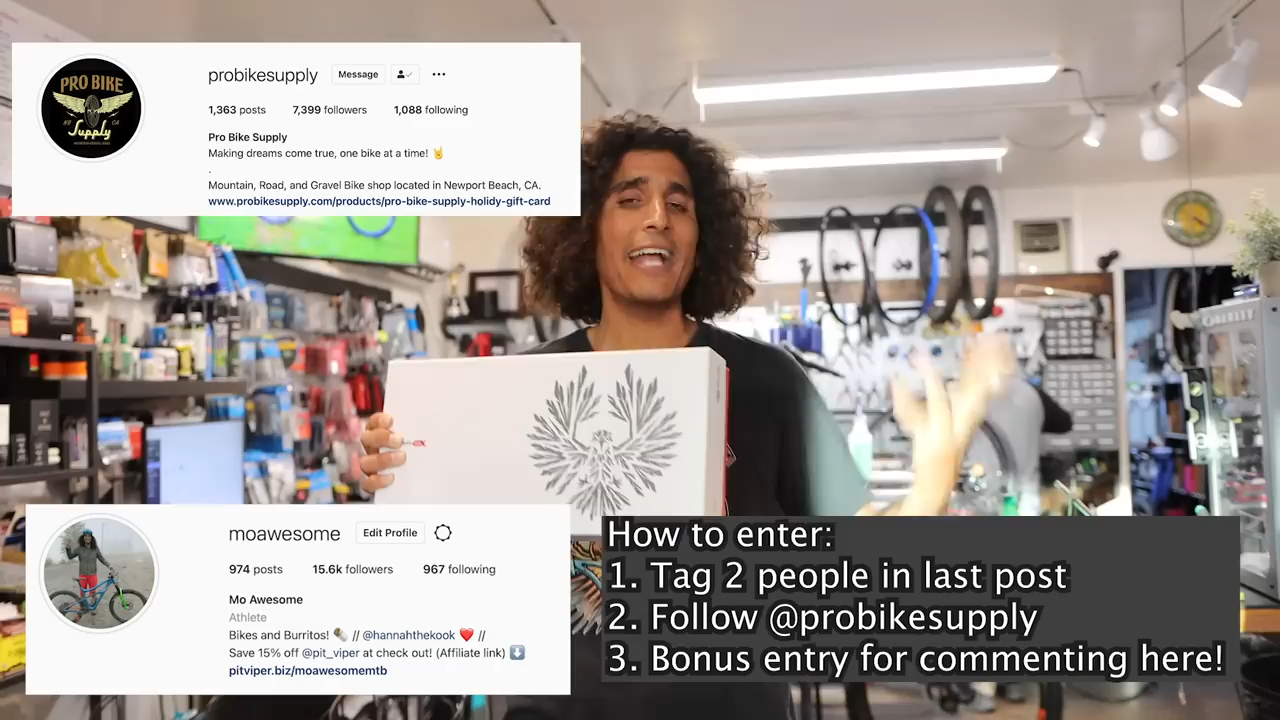 probikesupply Message
1,363 posts 7,399 followers 1,088 following
Pro Bike Supply
Making dreams come true, one bike at a time! 🤘
.
Mountain, Road, and Gravel Bike shop located in Newport Beach, CA.
www.probikesupply.com/products/pro-bike-supply-holidy-gift-card
PRO BIKE
Supply
moawesome Edit Profile
974 posts 15.6k followers 967 following
Mo Awesome
Athlete
Bikes and Burritos! 🌯 // @hannahthekook ❤️ //
Save 15% off @pit_viper at check out! (Affiliate link) ⬇️
pitviper.biz/moawesomemtb
How to enter:
1. Tag 2 people in last post
2. Follow @probikesupply
3. Bonus entry for commenting here!